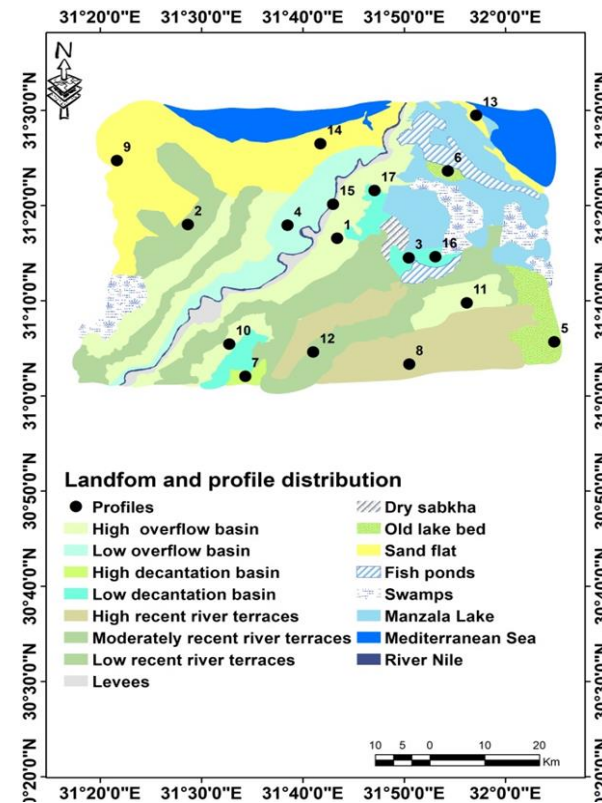 31°20'0"E 31°30'0"E 31°40'0"E 31°50'0"E 32°0'0"E
N
31°30'0"N 31°30'0"N
31°20'0"N 31°20'0"N
31°10'0"N 31°10'0"N
31°0'0"N 31°0'0"N
30°50'0"N 30°50'0"N
30°40'0"N 30°40'0"N
30°30'0"N 30°30'0"N
30°20'0"N
13
14
9
6
17
15
2
4
1
3 16
11
10
12
5
8
7
Landfom and profile distribution
Profiles
High overflow basin
Low overflow basin
High decantation basin
Low decantation basin
High recent river terraces
Moderately recent river terraces
Low recent river terraces
Levees
Dry sabkha
Old lake bed
Sand flat
Fish ponds
Swamps
Manzala Lake
Mediterranean Sea
River Nile
10 5 0 10 20
Km
31°20'0"E 31°30'0"E 31°40'0"E 31°50'0"E 32°0'0"E